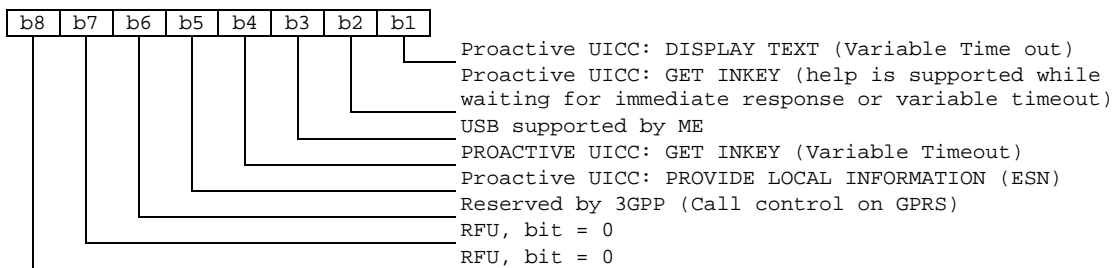 b8 b7 b6 b5 b4 b3 b2 b1
Proactive UICC: DISPLAY TEXT (Variable Time out)
Proactive UICC: GET INKEY (help is supported while
waiting for immediate response or variable timeout)
USB supported by ME
PROACTIVE UICC: GET INKEY (Variable Timeout)
Proactive UICC: PROVIDE LOCAL INFORMATION (ESN)
Reserved by 3GPP (Call control on GPRS)
RFU, bit = 0
RFU, bit = 0